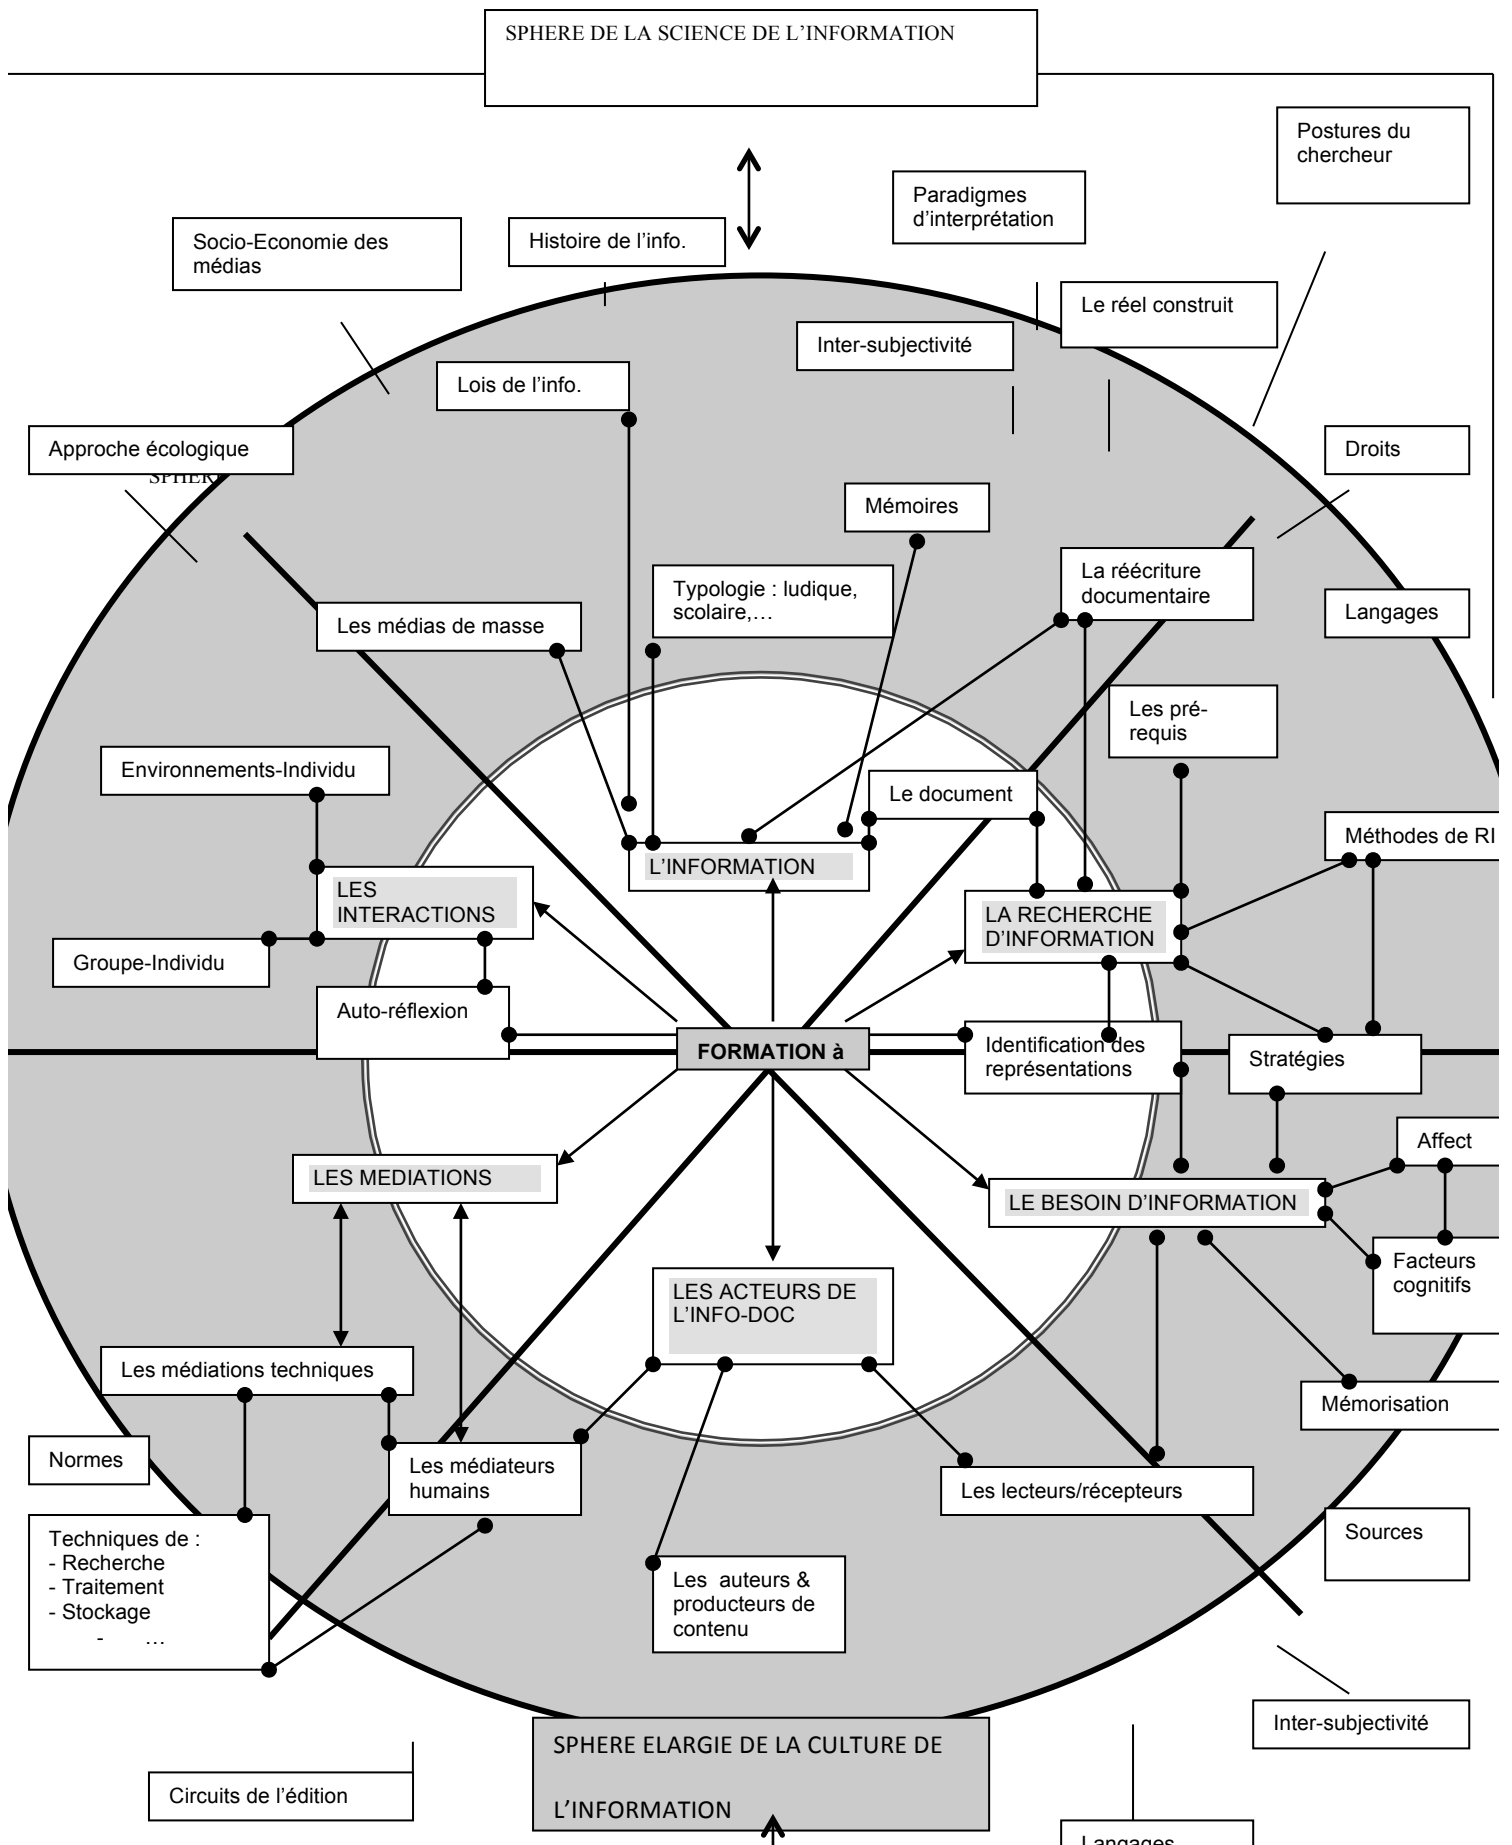 SPHERE DE LA SCIENCE DE L’INFORMATION
Postures du
chercheur
Paradigmes
d’interprétation
Socio-Economie des
médias
Histoire de l’info.
Le réel construit
Inter-subjectivité
Lois de l’info.
Approche écologique
SPHERE
Droits
Mémoires
La réécriture
documentaire
Typologie : ludique,
scolaire,…
Langages
Les médias de masse
Les pré-
requis
Environnements-Individu
Le document
Méthodes de RI
L’INFORMATION
LES
INTERACTIONS
LA RECHERCHE
D’INFORMATION
Groupe-Individu
Auto-réflexion
FORMATION à
Identification des
représentations
Stratégies
Affect
LES MEDIATIONS
LE BESOIN D’INFORMATION
Facteurs
cognitifs
LES ACTEURS DE
L’INFO-DOC
Les médiations techniques
Mémorisation
Normes
Les médiateurs
humains
Les lecteurs/récepteurs
Techniques de :
- Recherche
- Traitement
- Stockage
- …
Sources
Les  auteurs &
producteurs de
contenu
Inter-subjectivité
SPHERE ELARGIE DE LA CULTURE DE
L’INFORMATION
Circuits de l’édition
Langages